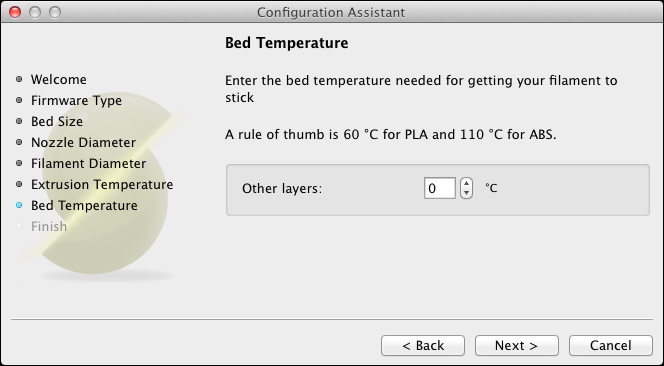 Configuration Assistant
Bed Temperature
Welcome
Firmware Type
Bed Size
Nozzle Diameter
Filament Diameter
Extrusion Temperature
Bed Temperature
Finish
Enter the bed temperature needed for getting your filament to
stick
A rule of thumb is 60 °C for PLA and 110 °C for ABS.
Other layers: 0 °C
< Back Next > Cancel